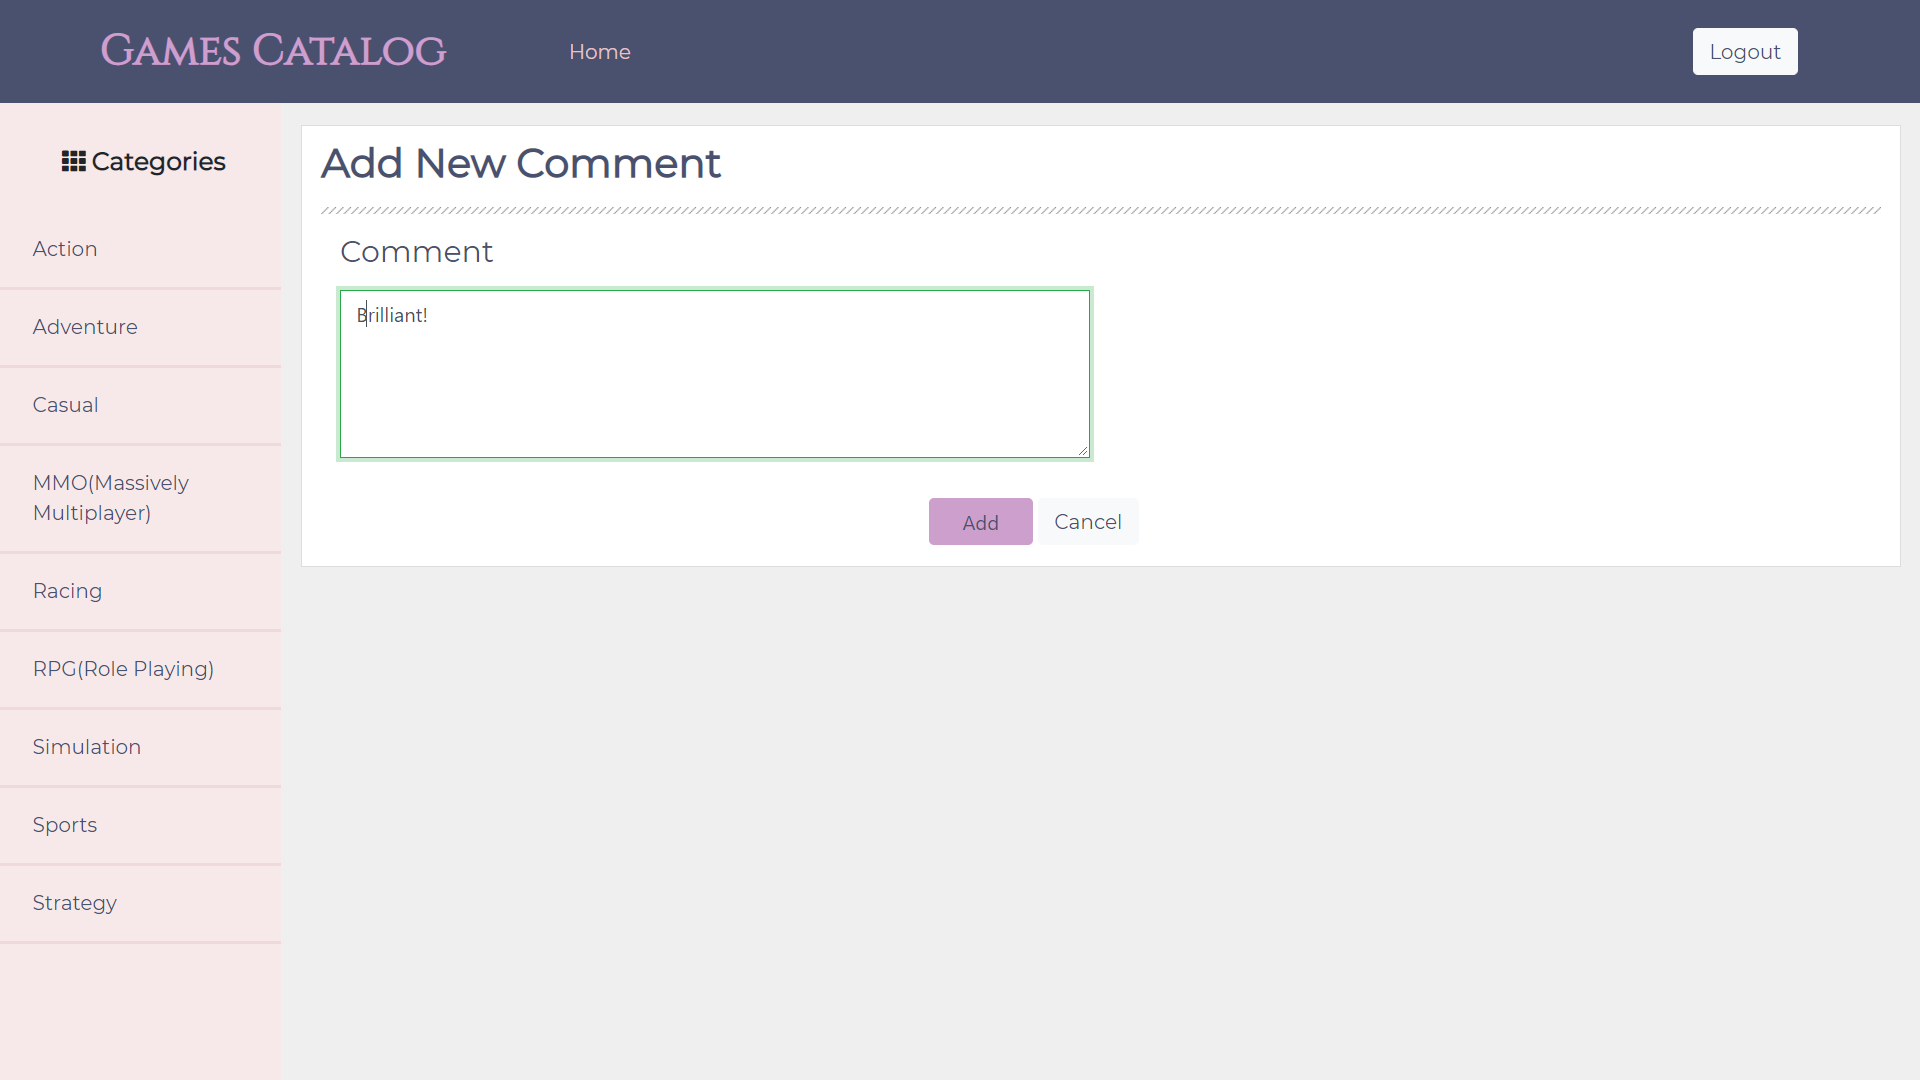 Games Catalog
Home
Logout
Categories
Action
Adventure
Casual
MMO(Massively
Multiplayer)
Racing
RPG(Role Playing)
Simulation
Sports
Strategy
Add New Comment
Comment
Brilliant!
Add
Cancel